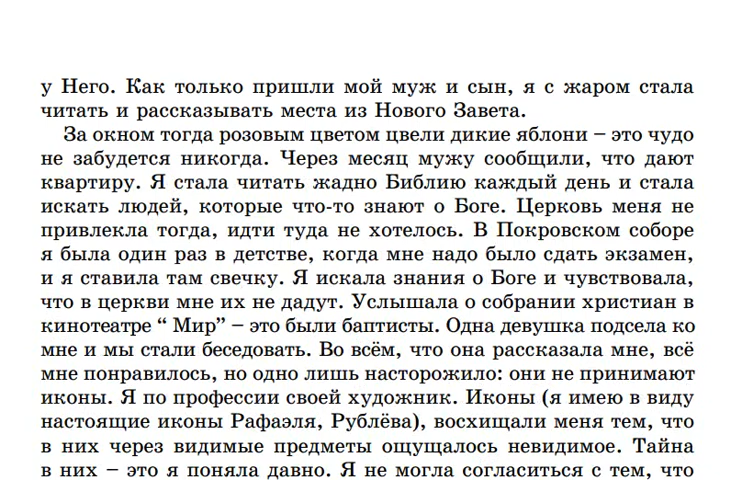 у Него. Как только пришли мой муж и сын, я с жаром стала
читать и рассказывать места из Нового Завета.
За окном тогда розовым цветом цвели дикие яблони – это чудо
не забудется никогда. Через месяц мужу сообщили, что дают
квартиру. Я стала читать жадно Библию каждый день и стала
искать людей, которые что-то знают о Боге. Церковь меня не
привлекла тогда, идти туда не хотелось. В Покровском соборе
я была один раз в детстве, когда мне надо было сдать экзамен,
и я ставила там свечку. Я искала знания о Боге и чувствовала,
что в церкви мне их не дадут. Услышала о собрании христиан в
кинотеатре “ Мир” – это были баптисты. Одна девушка подсела ко
мне и мы стали беседовать. Во всём, что она рассказала мне, всё
мне понравилось, но одно лишь насторожило: они не принимают
иконы. Я по профессии своей художник. Иконы (я имею в виду
настоящие иконы Рафаэля, Рублёва), восхищали меня тем, что
в них через видимые предметы ощущалось невидимое. Тайна
в них – это я поняла давно. Я не могла согласиться с тем, что